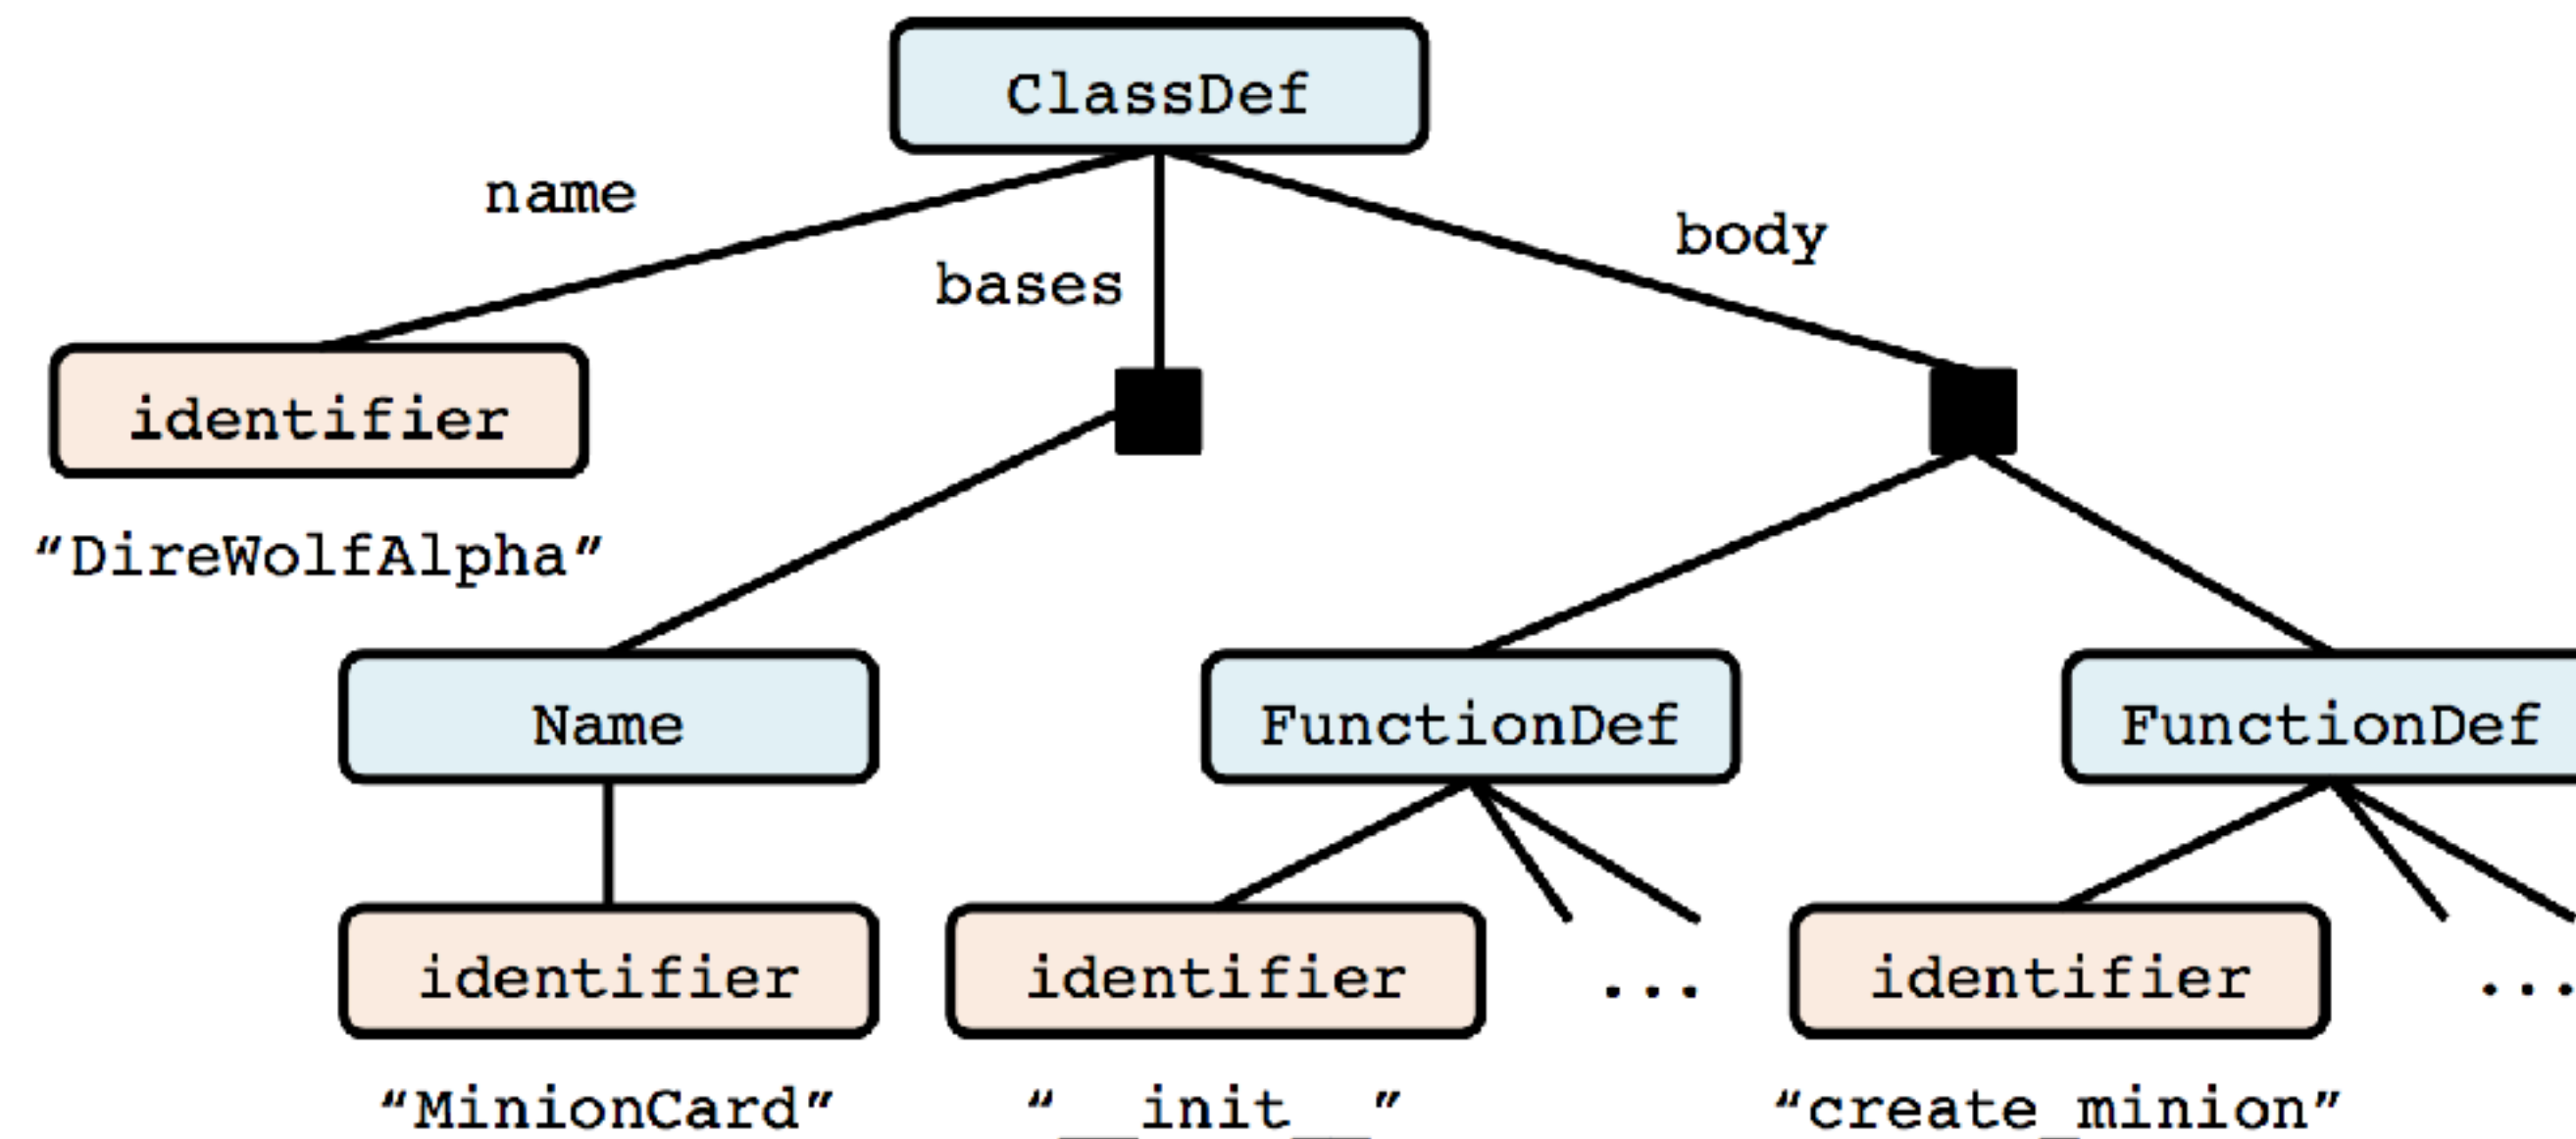 ClassDef
name
body
bases
identifier
“DireWolfAlpha”
Name
FunctionDef
FunctionDef
identifier
identifier
...
identifier
...
“MinionCard”
“__init__”
“create_minion”